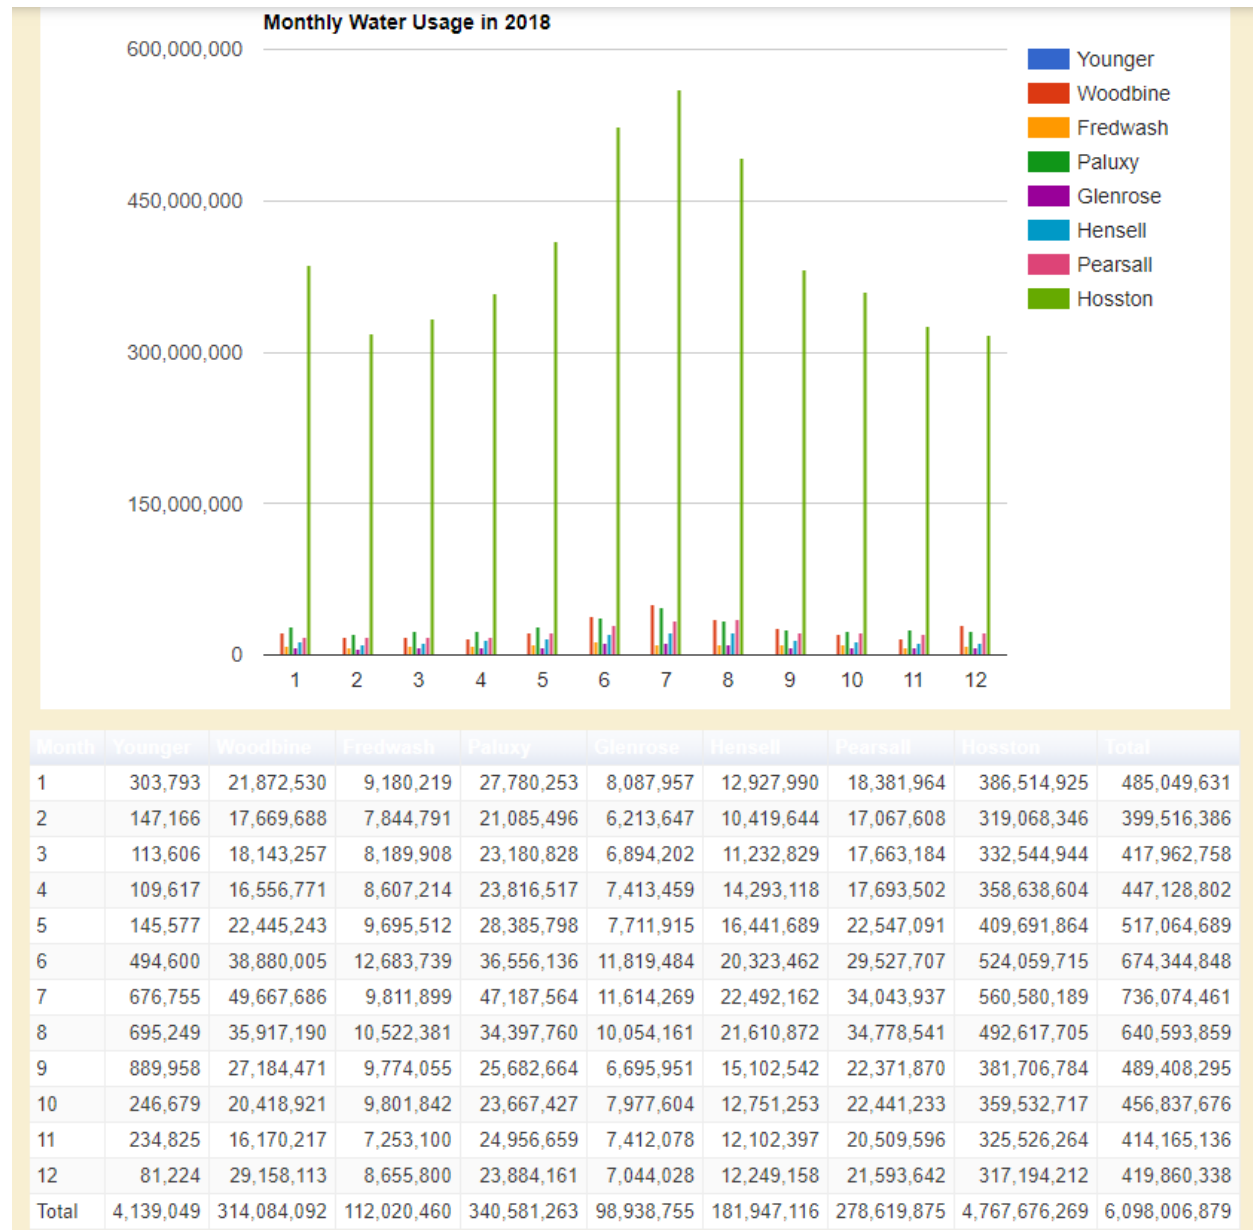 Monthly Water Usage in 2018
600,000,000
450,000,000
300,000,000
150,000,000
0
1 2 3 4 5 6 7 8 9 10 11 12
Younger
Woodbine
Fredwash
Paluxy
Glenrose
Hensell
Pearsall
Hosston
Month Younger Woodbine Fredwash Paluxy Glenrose Hensell Pearsall Hosston Total
1 303,793 21,872,530 9,180,219 27,780,253 8,087,957 12,927,990 18,381,964 386,514,925 485,049,631
2 147,166 17,669,688 7,844,791 21,085,496 6,213,647 10,419,644 17,067,608 319,068,346 399,516,386
3 113,606 18,143,257 8,189,908 23,180,828 6,894,202 11,232,829 17,663,184 332,544,944 417,962,758
4 109,617 16,556,771 8,607,214 23,816,517 7,413,459 14,293,118 17,693,502 358,638,604 447,128,802
5 145,577 22,445,243 9,695,512 28,385,798 7,711,915 16,441,689 22,547,091 409,691,864 517,064,689
6 494,600 38,880,005 12,683,739 36,556,136 11,819,484 20,323,462 29,527,707 524,059,715 674,344,848
7 676,755 49,667,686 9,811,899 47,187,564 11,614,269 22,492,162 34,043,937 560,580,189 736,074,461
8 695,249 35,917,190 10,522,381 34,397,760 10,054,161 21,610,872 34,778,541 492,617,705 640,593,859
9 889,958 27,184,471 9,774,055 25,682,664 6,695,951 15,102,542 22,371,870 381,706,784 489,408,295
10 246,679 20,418,921 9,801,842 23,667,427 7,977,604 12,751,253 22,441,233 359,532,717 456,837,676
11 234,825 16,170,217 7,253,100 24,956,659 7,412,078 12,102,397 20,509,596 325,526,264 414,165,136
12 81,224 29,158,113 8,655,800 23,884,161 7,044,028 12,249,158 21,593,642 317,194,212 419,860,338
Total 4,139,049 314,084,092 112,020,460 340,581,263 98,938,755 181,947,116 278,619,875 4,767,676,269 6,098,006,879